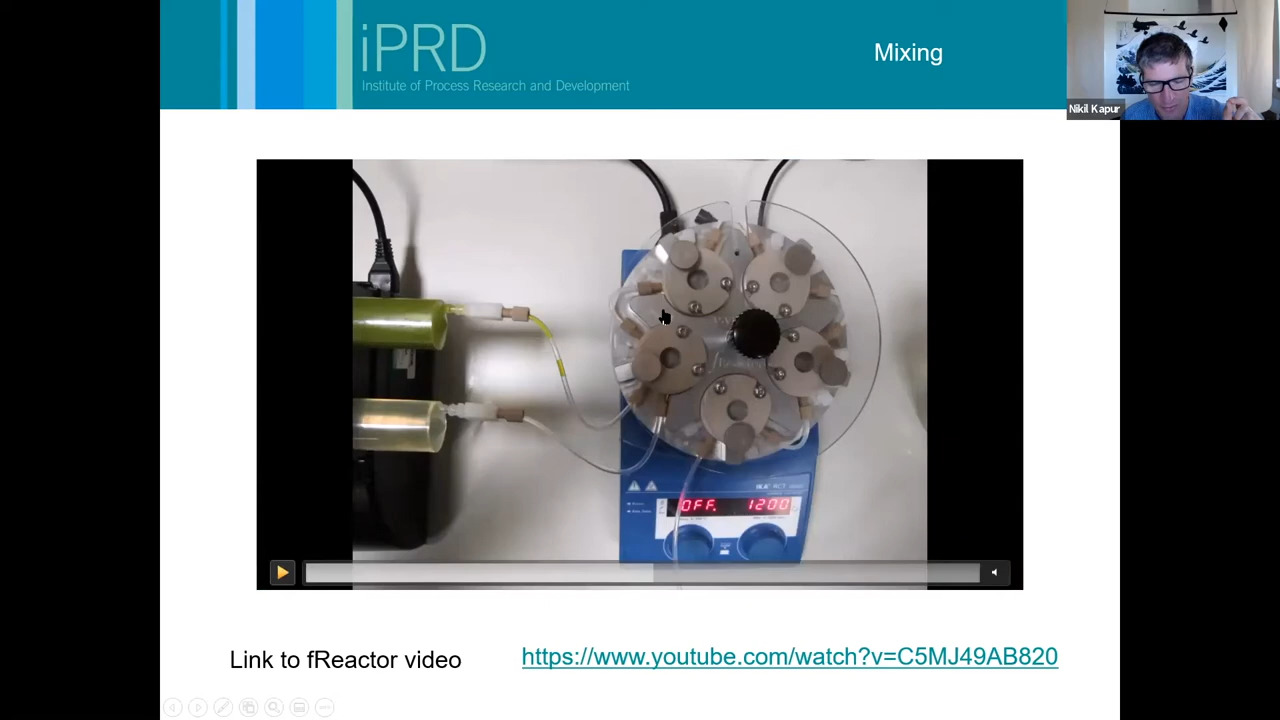 iPRD
Institute of Process Research and Development
Mixing
Nikil Kapur
OFF. 1200
Link to fReactor video
https://www.youtube.com/watch?v=C5MJ49AB820